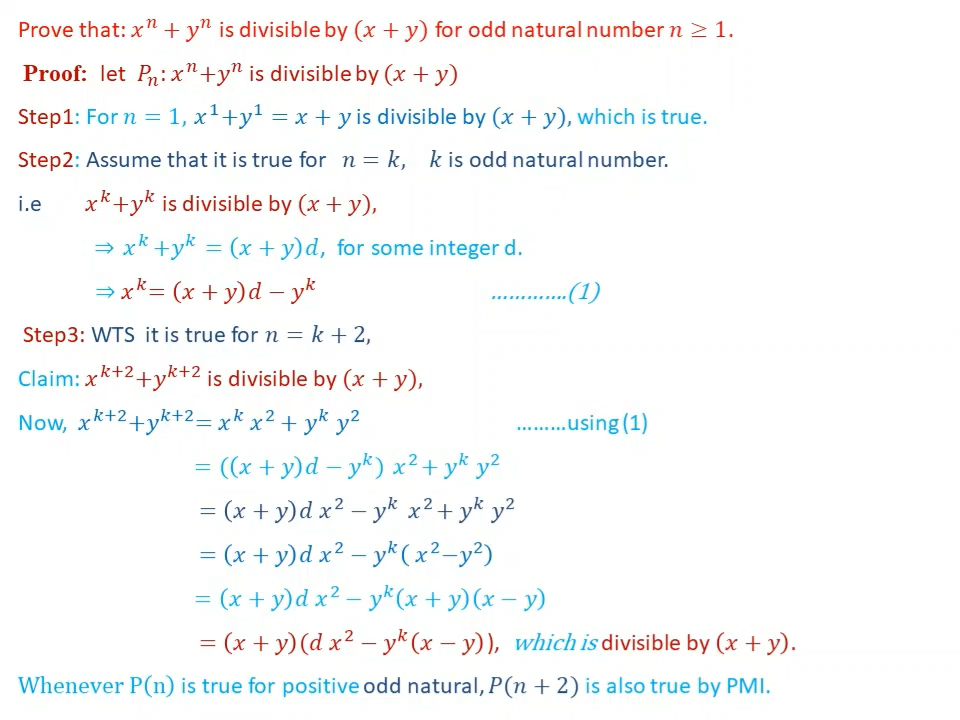 Prove that: xⁿ + yⁿ is divisible by (x + y) for odd natural number n ≥ 1.
Proof: let Pₙ: xⁿ+yⁿ is divisible by (x + y)
Step1: For n = 1, x¹+y¹ = x + y is divisible by (x + y), which is true.
Step2: Assume that it is true for n = k, k is odd natural number.
i.e xᵏ+yᵏ is divisible by (x + y),
⇒ xᵏ+yᵏ = (x + y)d, for some integer d.
⇒ xᵏ= (x + y)d − yᵏ ………….(1)
Step3: WTS it is true for n = k + 2,
Claim: xᵏ⁺²+yᵏ⁺² is divisible by (x + y),
Now, xᵏ⁺²+yᵏ⁺²= xᵏ x² + yᵏ y² ………using (1)
= ((x + y)d − yᵏ) x²+ yᵏ y²
= (x + y)d x² − yᵏ x²+ yᵏ y²
= (x + y)d x² − yᵏ( x²−y²)
= (x + y)d x² − yᵏ(x + y)(x − y)
= (x + y)(d x² − yᵏ(x − y)), which is divisible by (x + y).
Whenever P(n) is true for positive odd natural, P(n + 2) is also true by PMI.